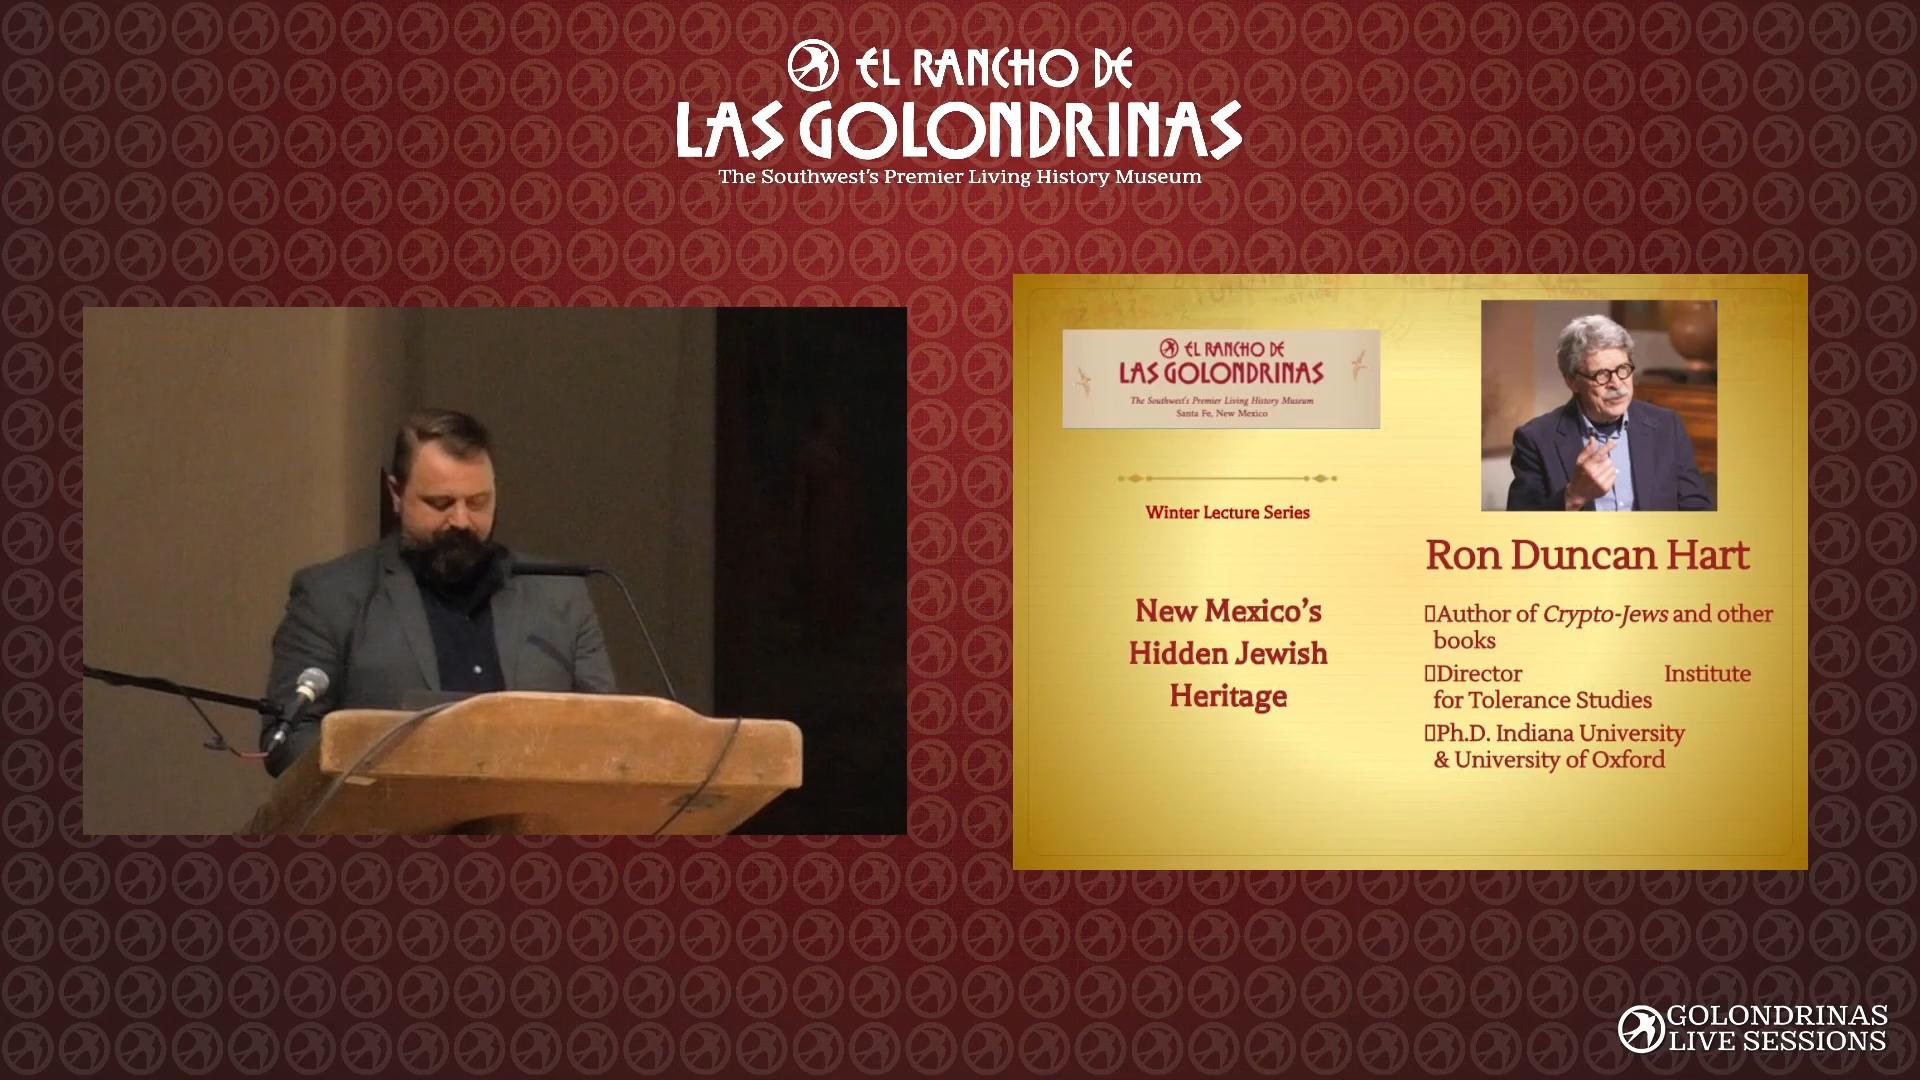 EL RANCHO DE
LAS GOLONDRINAS
The Southwest's Premier Living History Museum
EL RANCHO DE
LAS GOLONDRINAS
The Southwest's Premier Living History Museum
Santa Fe, New Mexico
Winter Lecture Series
New Mexico's
Hidden Jewish
Heritage
Ron Duncan Hart
Author of Crypto-Jews and other
books
Director Institute
for Tolerance Studies
Ph.D. Indiana University
& University of Oxford
GOLONDRINAS
LIVE SESSIONS